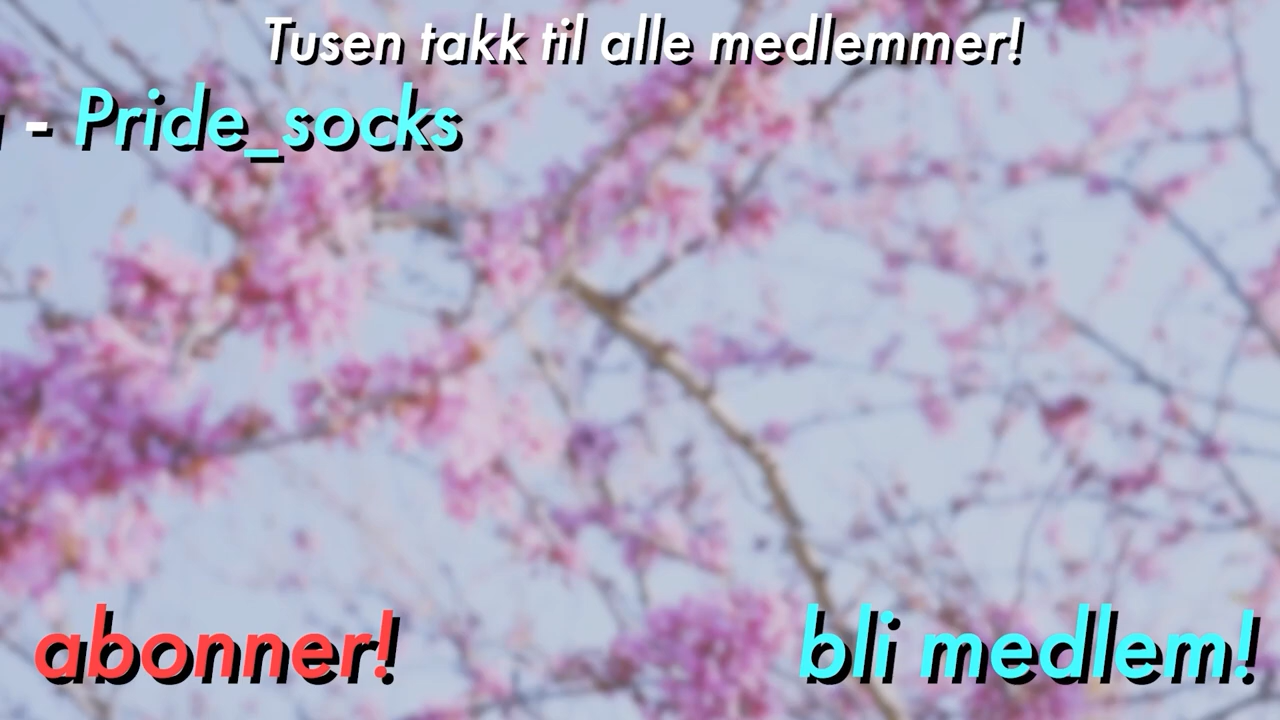 Tusen takk til alle medlemmer!
- Pride_socks
abonner!
bli medlem!